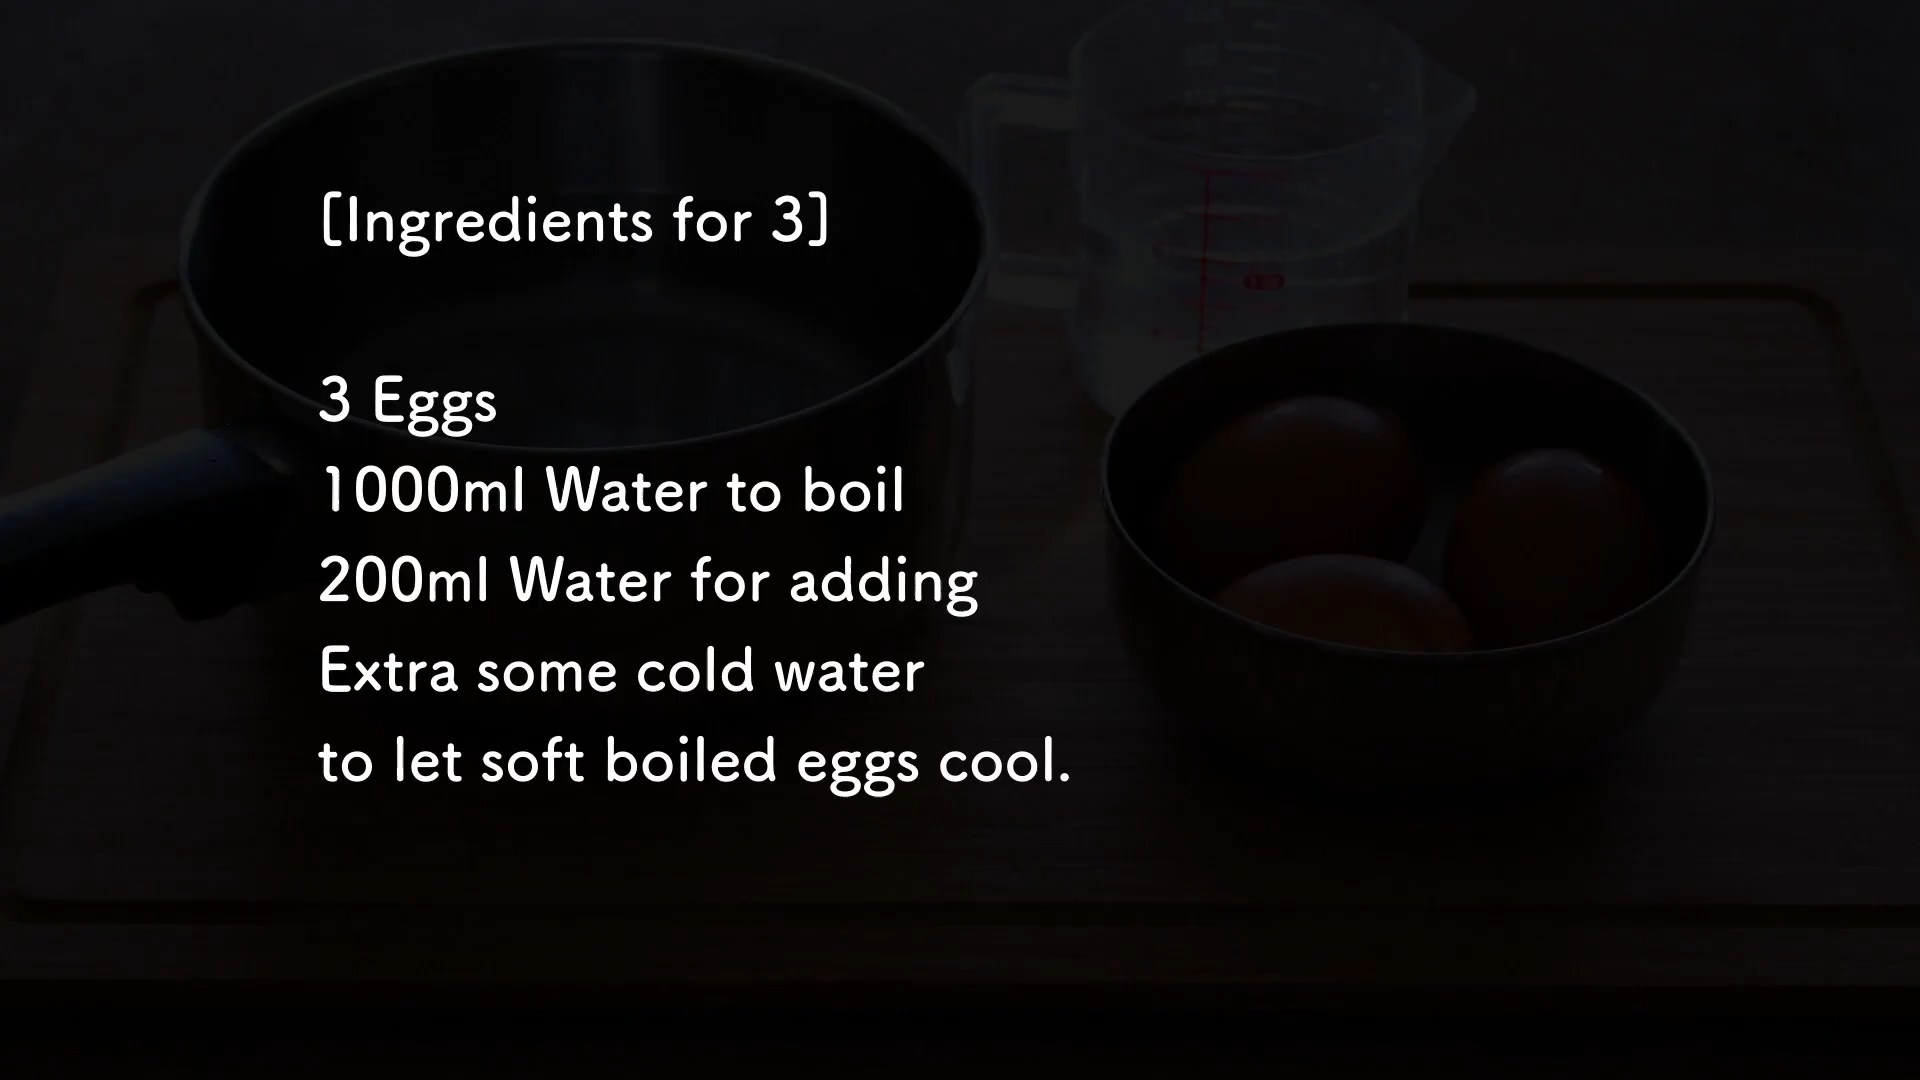 [Ingredients for 3]
3 Eggs
1000ml Water to boil
200ml Water for adding
Extra some cold water
to let soft boiled eggs cool.